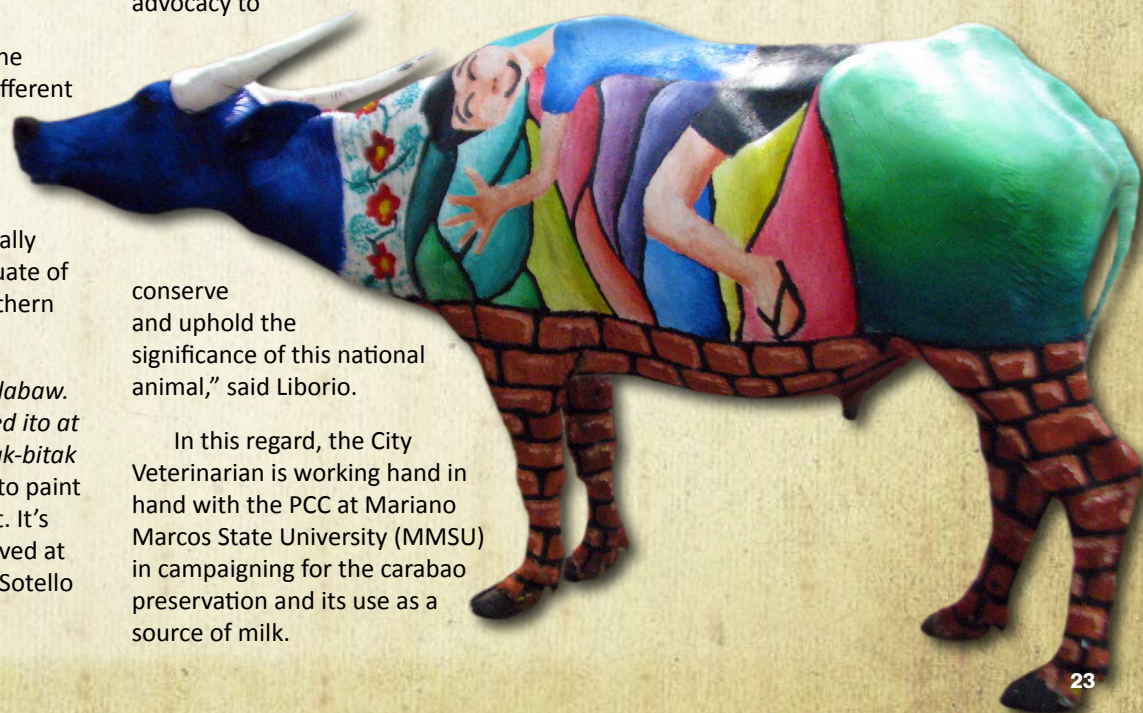 ne
fferent
ally
uate of
thern
labaw.
ed ito at
ak-bitak
to paint
t. It’s
ved at
Sotello
advocacy to
conserve
and uphold the
significance of this national
animal,” said Liborio.
In this regard, the City
Veterinarian is working hand in
hand with the PCC at Mariano
Marcos State University (MMSU)
in campaigning for the carabao
preservation and its use as a
source of milk.
23